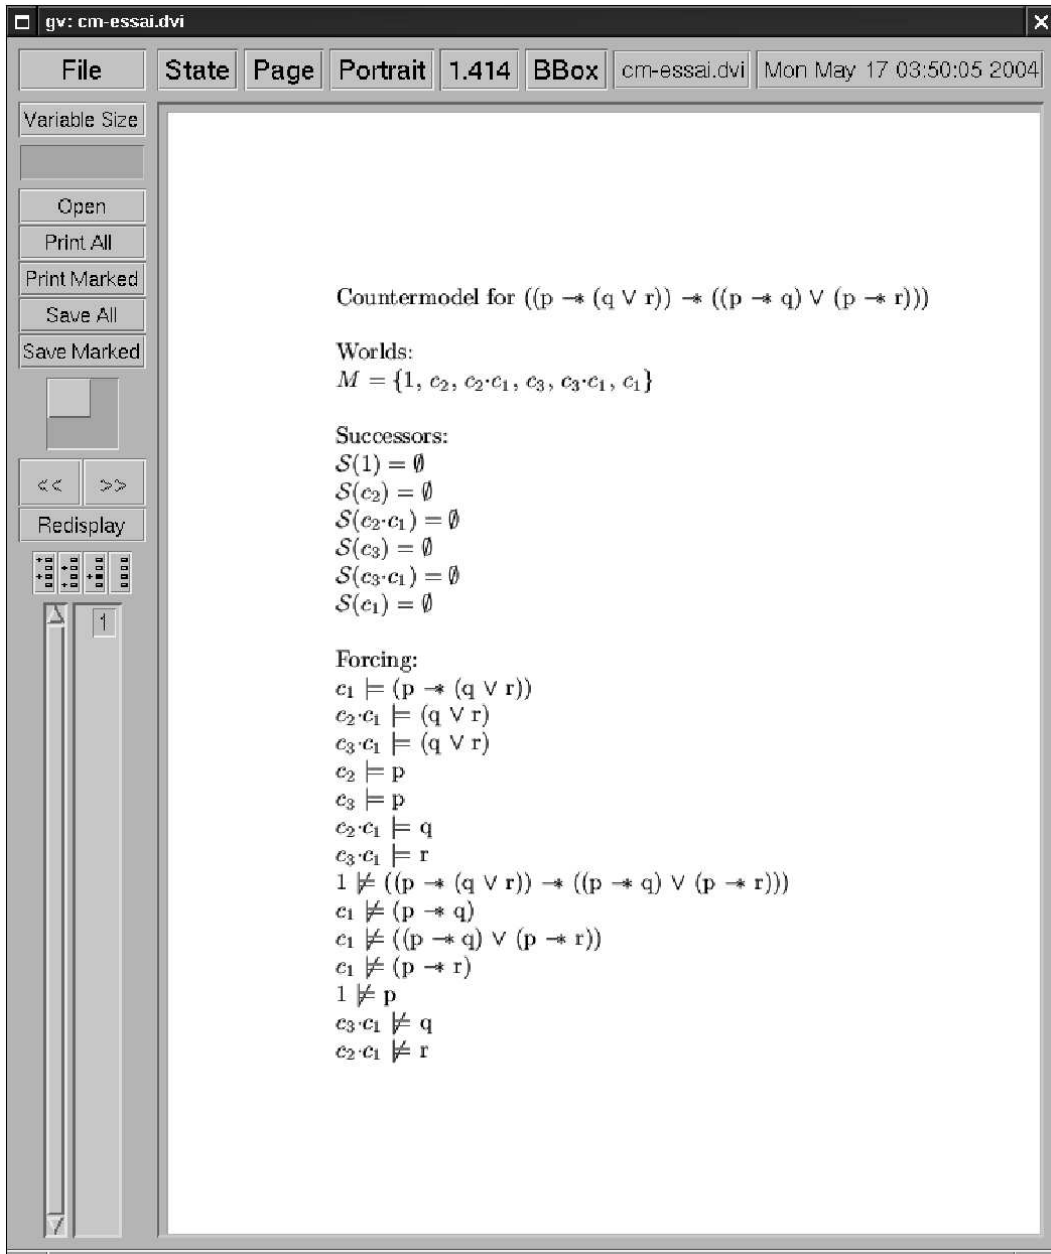 gv: cm-essai.dvi
File State Page Portrait 1.414 BBox cm-essai.dvi Mon May 17 03:50:05 2004
Variable Size
Open
Print All
Print Marked
Save All
Save Marked
<< >>
Redisplay
1
Countermodel for ((p -∗ (q ∨ r)) -∗ ((p -∗ q) ∨ (p -∗ r)))
Worlds:
M = {1, c₂, c₂·c₁, c₃, c₃·c₁, c₁}
Successors:
𝒮(1) = ∅
𝒮(c₂) = ∅
𝒮(c₂·c₁) = ∅
𝒮(c₃) = ∅
𝒮(c₃·c₁) = ∅
𝒮(c₁) = ∅
Forcing:
c₁ ⊨ (p -∗ (q ∨ r))
c₂·c₁ ⊨ (q ∨ r)
c₃·c₁ ⊨ (q ∨ r)
c₂ ⊨ p
c₃ ⊨ p
c₂·c₁ ⊨ q
c₃·c₁ ⊨ r
1 ⊭ ((p -∗ (q ∨ r)) -∗ ((p -∗ q) ∨ (p -∗ r)))
c₁ ⊭ (p -∗ q)
c₁ ⊭ ((p -∗ q) ∨ (p -∗ r))
c₁ ⊭ (p -∗ r)
1 ⊭ p
c₃·c₁ ⊭ q
c₂·c₁ ⊭ r